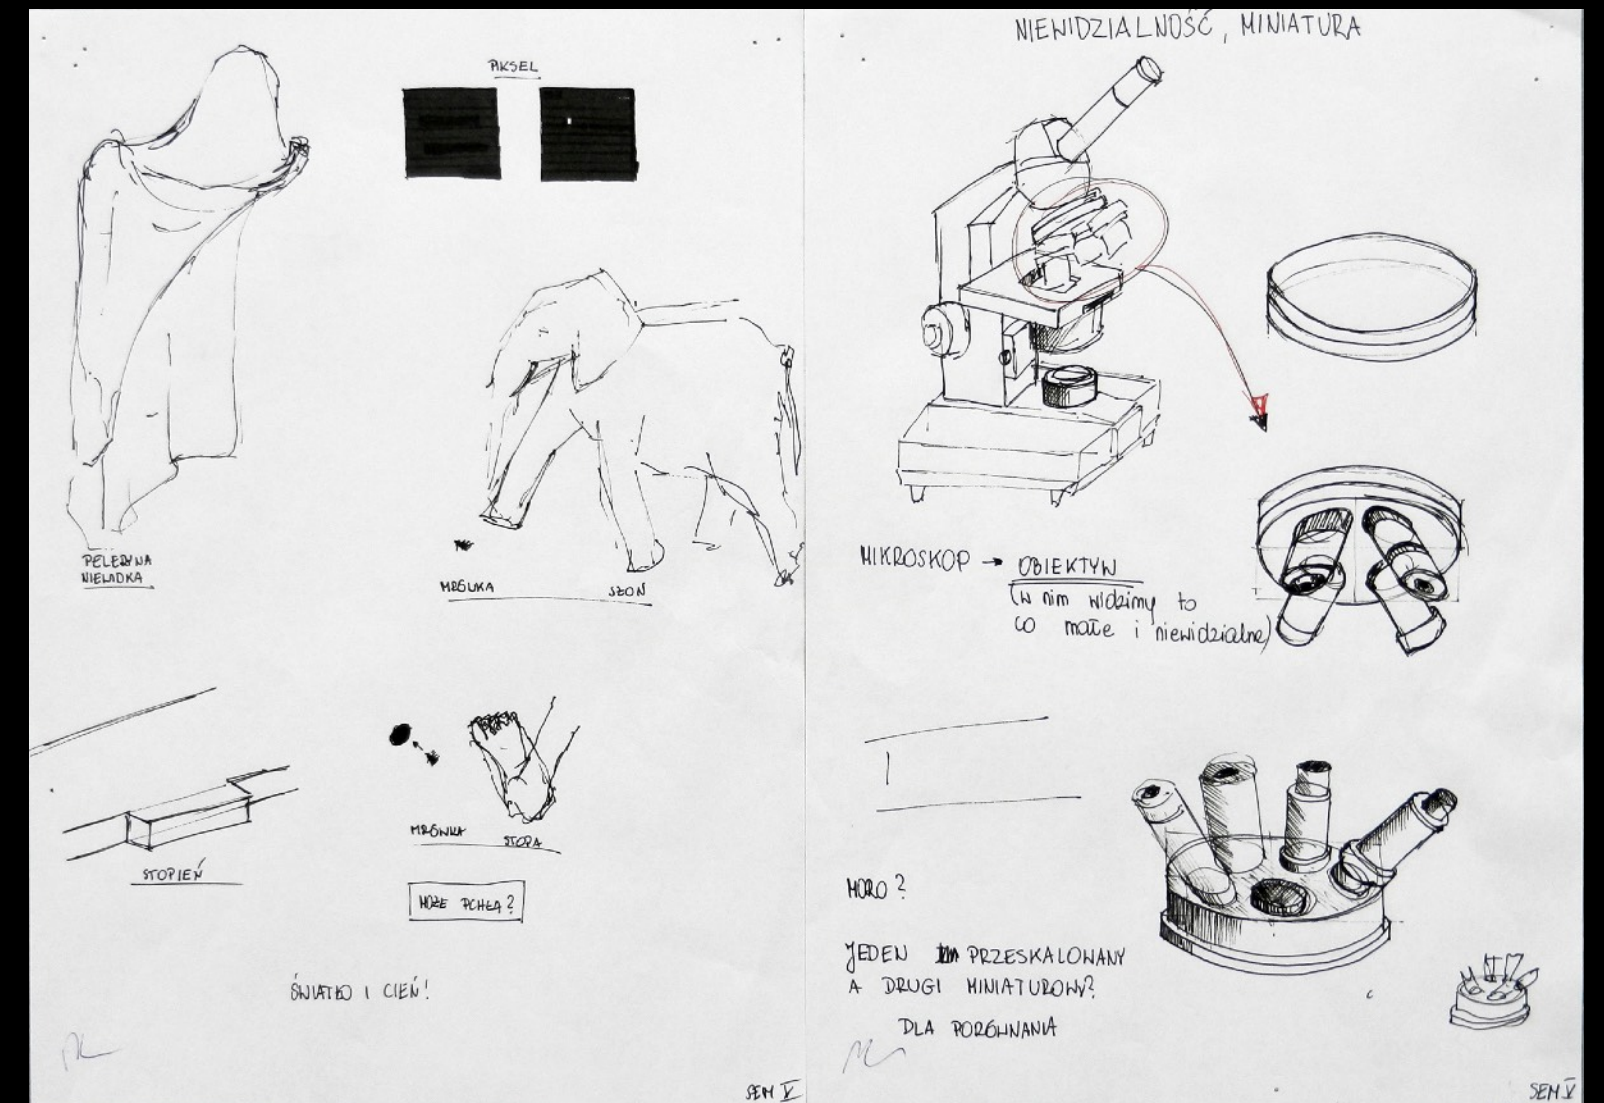 PIKSEL
PELERYNA
NIEWIDKA
MRÓWKA SŁOŃ
STOPIEŃ
MRÓWKA STOPA
MOŻE PCHŁA?
ŚWIATŁO I CIEŃ!
SEM V
NIEWIDZIALNOŚĆ, MINIATURA
MIKROSKOP → OBIEKTYW
(w nim widzimy to
co małe i niewidzialne)
MORO?
JEDEN PRZESKALOWANY
A DRUGI MINIATUROWY?
DLA PORÓWNANIA
SEM V